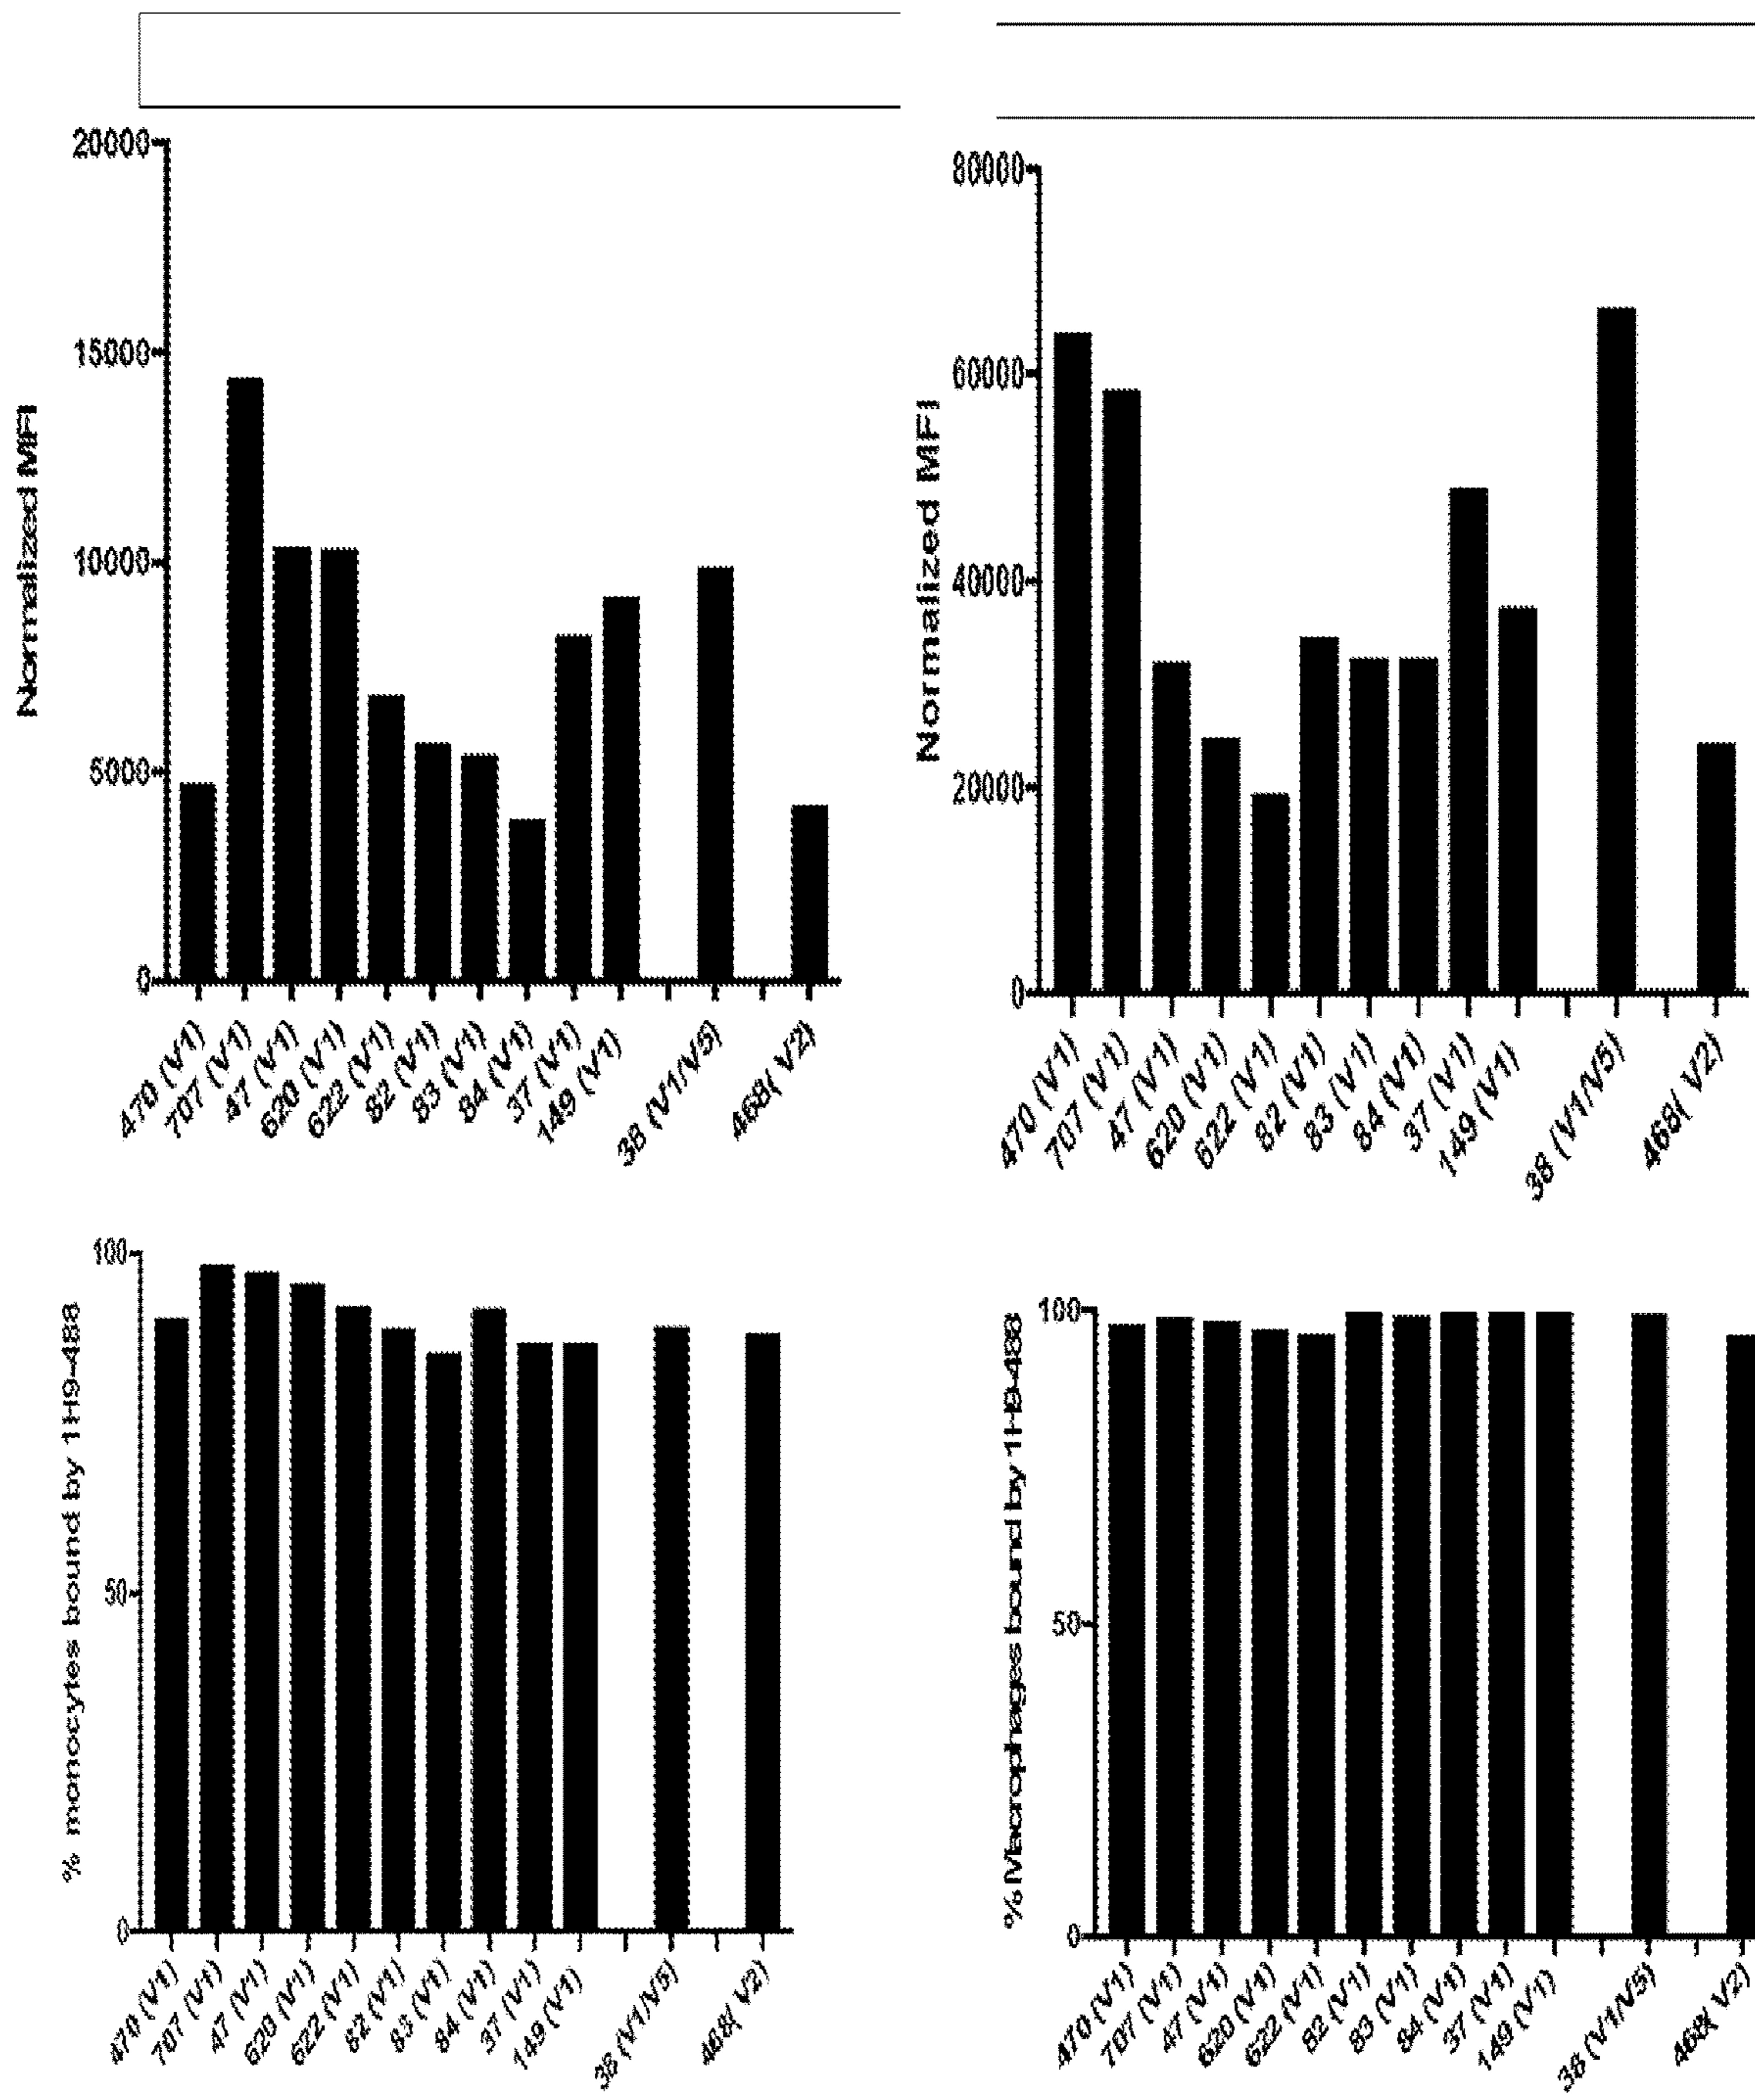 Normalized MFI
20000
15000
10000
5000
0
470 (V1)
707 (V1)
47 (V1)
620 (V1)
622 (V1)
82 (V1)
83 (V1)
84 (V1)
37 (V1)
149 (V1)
38 (V1/V5)
468( V2)
Normalized MFI
80000
60000
40000
20000
0
470 (V1)
707 (V1)
47 (V1)
620 (V1)
622 (V1)
82 (V1)
83 (V1)
84 (V1)
37 (V1)
149 (V1)
38 (V1/V5)
468( V2)
% monocytes bound by 1H9-488
100
50
0
470 (V1)
707 (V1)
47 (V1)
620 (V1)
622 (V1)
82 (V1)
83 (V1)
84 (V1)
37 (V1)
149 (V1)
38 (V1/V5)
468( V2)
%Macrophages bound by 1H9-488
100
50
0
470 (V1)
707 (V1)
47 (V1)
620 (V1)
622 (V1)
82 (V1)
83 (V1)
84 (V1)
37 (V1)
149 (V1)
38 (V1/V5)
468( V2)